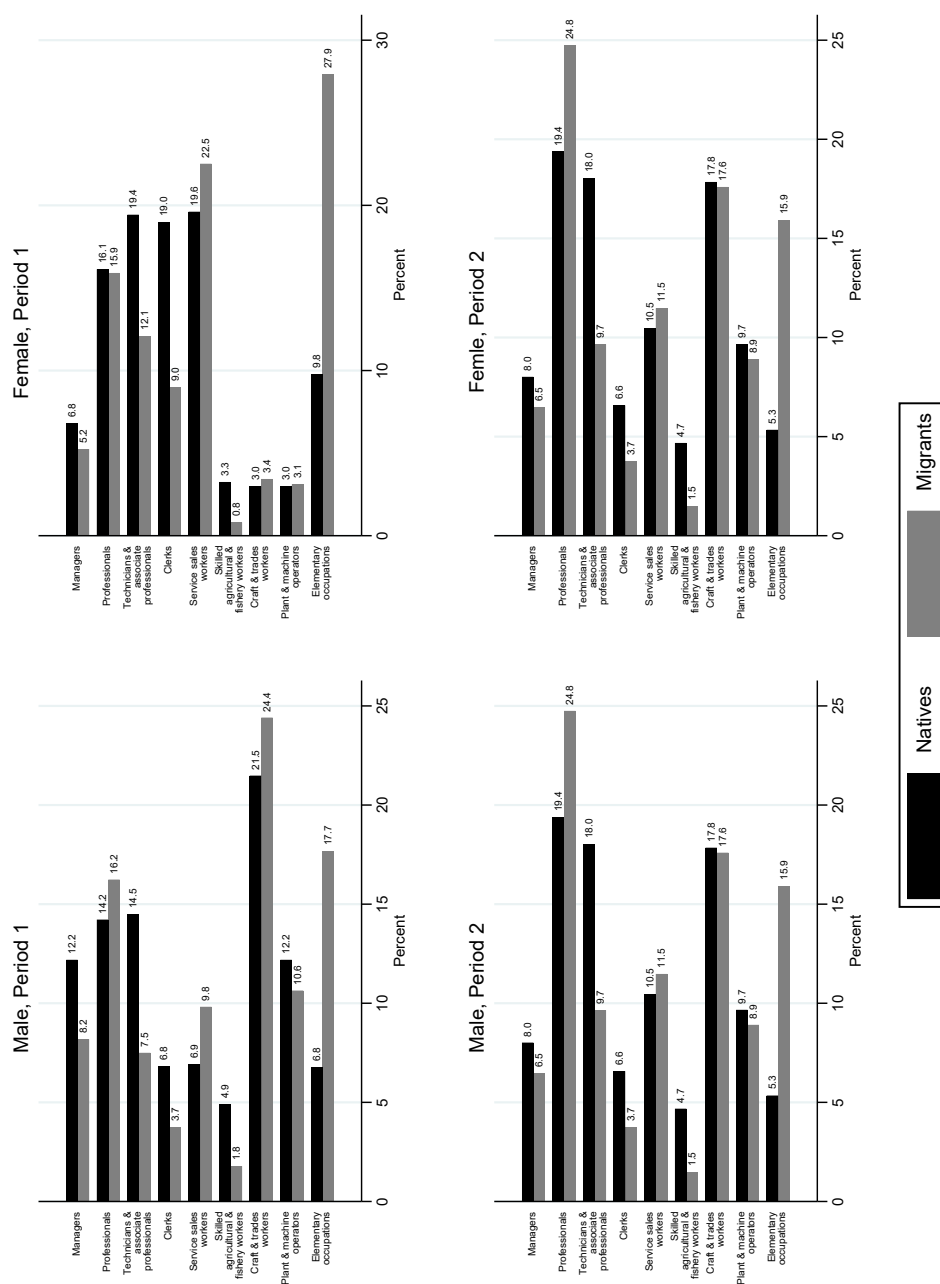 Male, Period 1
Managers
12.2
8.2
Professionals
14.2
16.2
Technicians &
associate
professionals
14.5
7.5
Clerks
6.8
3.7
Service sales
workers
6.9
9.8
Skilled
agricultural &
fishery workers
4.9
1.8
Craft & trades
workers
21.5
24.4
Plant & machine
operators
12.2
10.6
Elementary
occupations
6.8
17.7
0 5 10 15 20 25
Percent
Female, Period 1
Managers
6.8
5.2
Professionals
16.1
15.9
Technicians &
associate
professionals
19.4
12.1
Clerks
19.0
9.0
Service sales
workers
19.6
22.5
Skilled
agricultural &
fishery workers
3.3
0.8
Craft & trades
workers
3.0
3.4
Plant & machine
operators
3.0
3.1
Elementary
occupations
9.8
27.9
0 10 20 30
Percent
Male, Period 2
Managers
8.0
6.5
Professionals
19.4
24.8
Technicians &
associate
professionals
18.0
9.7
Clerks
6.6
3.7
Service sales
workers
10.5
11.5
Skilled
agricultural &
fishery workers
4.7
1.5
Craft & trades
workers
17.8
17.6
Plant & machine
operators
9.7
8.9
Elementary
occupations
5.3
15.9
0 5 10 15 20 25
Percent
Femle, Period 2
Managers
8.0
6.5
Professionals
19.4
24.8
Technicians &
associate
professionals
18.0
9.7
Clerks
6.6
3.7
Service sales
workers
10.5
11.5
Skilled
agricultural &
fishery workers
4.7
1.5
Craft & trades
workers
17.8
17.6
Plant & machine
operators
9.7
8.9
Elementary
occupations
5.3
15.9
0 5 10 15 20 25
Percent
Natives Migrants